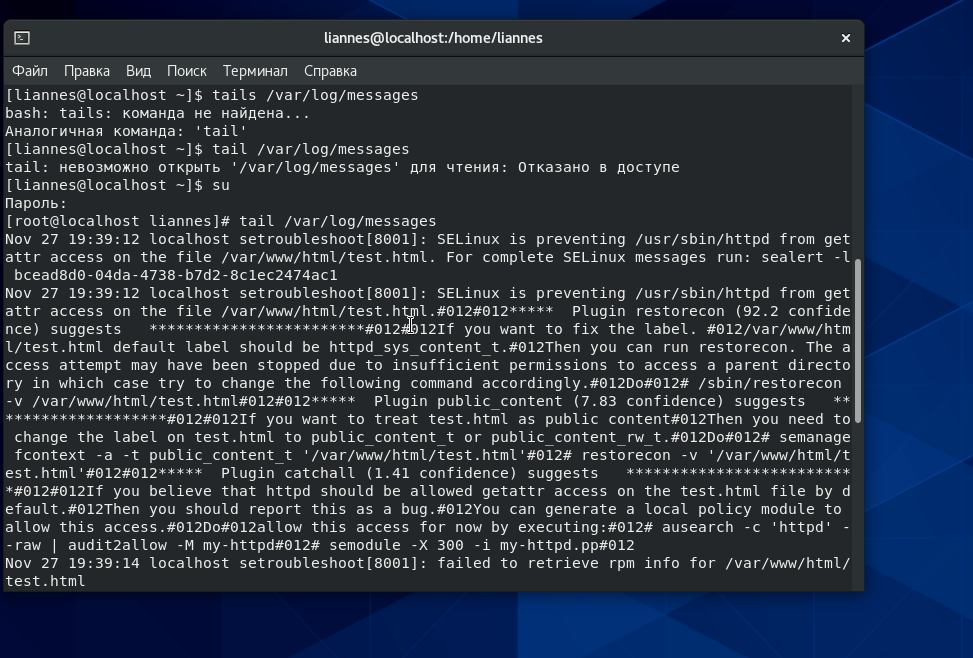 liannes@localhost:/home/liannes
Файл Правка Вид Поиск Терминал Справка
[liannes@localhost ~]$ tails /var/log/messages
bash: tails: команда не найдена...
Аналогичная команда: 'tail'
[liannes@localhost ~]$ tail /var/log/messages
tail: невозможно открыть '/var/log/messages' для чтения: Отказано в доступе
[liannes@localhost ~]$ su
Пароль:
[root@localhost liannes]# tail /var/log/messages
Nov 27 19:39:12 localhost setroubleshoot[8001]: SELinux is preventing /usr/sbin/httpd from get
attr access on the file /var/www/html/test.html. For complete SELinux messages run: sealert -l
 bcead8d0-04da-4738-b7d2-8c1ec2474ac1
Nov 27 19:39:12 localhost setroubleshoot[8001]: SELinux is preventing /usr/sbin/httpd from get
attr access on the file /var/www/html/test.html.#012#012*****  Plugin restorecon (92.2 confide
nce) suggests   ************************#012#012If you want to fix the label. #012/var/www/htm
l/test.html default label should be httpd_sys_content_t.#012Then you can run restorecon. The a
ccess attempt may have been stopped due to insufficient permissions to access a parent directo
ry in which case try to change the following command accordingly.#012Do#012# /sbin/restorecon
-v /var/www/html/test.html#012#012*****  Plugin public_content (7.83 confidence) suggests   **
******************#012#012If you want to treat test.html as public content#012Then you need to
 change the label on test.html to public_content_t or public_content_rw_t.#012Do#012# semanage
 fcontext -a -t public_content_t '/var/www/html/test.html'#012# restorecon -v '/var/www/html/t
est.html'#012#012*****  Plugin catchall (1.41 confidence) suggests   *************************
*#012#012If you believe that httpd should be allowed getattr access on the test.html file by d
efault.#012Then you should report this as a bug.#012You can generate a local policy module to
allow this access.#012Do#012allow this access for now by executing:#012# ausearch -c 'httpd' -
-raw | audit2allow -M my-httpd#012# semodule -X 300 -i my-httpd.pp#012
Nov 27 19:39:14 localhost setroubleshoot[8001]: failed to retrieve rpm info for /var/www/html/
test.html